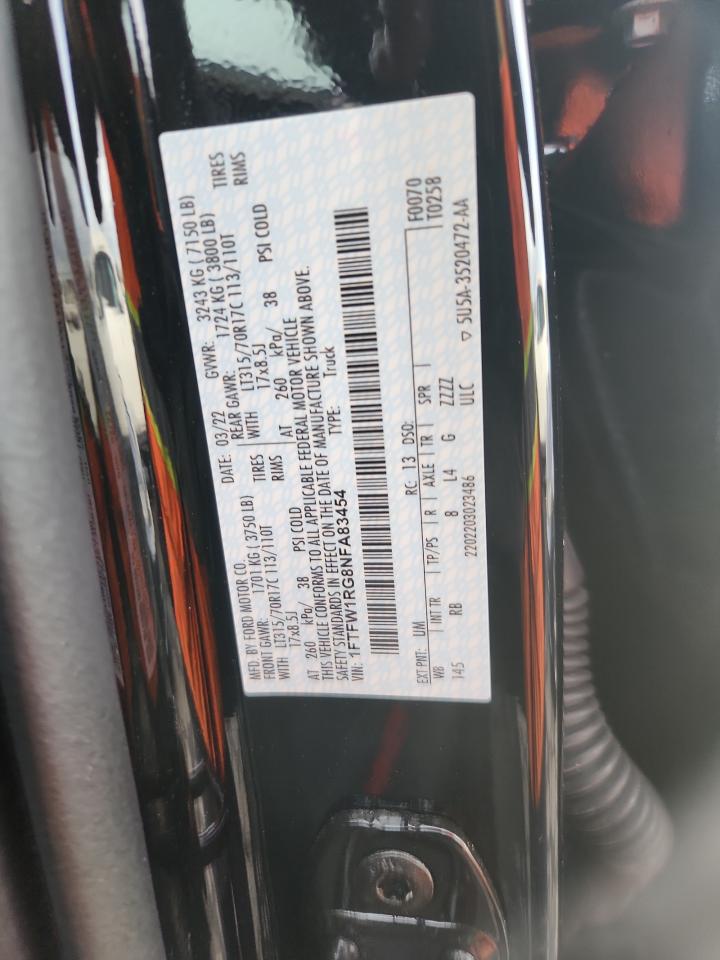 MFD. BY FORD MOTOR CO. DATE: 03/22 GVWR: 3243 KG ( 7150 LB)
FRONT GAWR: 1701 KG ( 3750 LB) REAR GAWR: 1724 KG ( 3800 LB)
WITH LT315/70R17C 113/110T TIRES WITH LT315/70R17C 113/110T TIRES
17x8.5J RIMS 17x8.5J RIMS
AT 260 kPa/ 38 PSI COLD AT 260 kPa/ 38 PSI COLD
THIS VEHICLE CONFORMS TO ALL APPLICABLE FEDERAL MOTOR VEHICLE
SAFETY STANDARDS IN EFFECT ON THE DATE OF MANUFACTURE SHOWN ABOVE.
VIN: 1FTFW1RG8NFA83454 TYPE: Truck
EXT PNT: UM RC: 13 DSO: F0070
WB INT TR TP/PS R AXLE TR SPR T0258
145 RB 8 L4 G ZZZZ
2202203023486 ULC ▽ 5U5A-3520472-AA